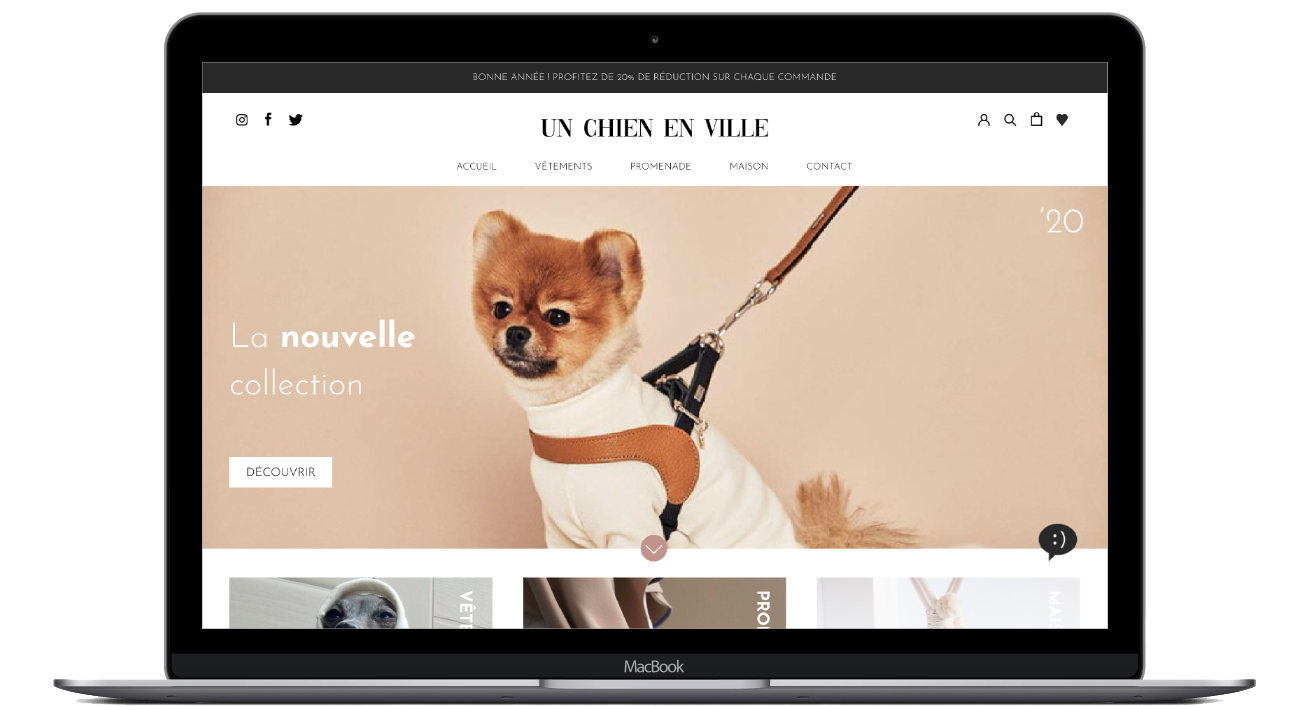 BONNE ANNÉE ! PROFITEZ DE 20% DE RÉDUCTION SUR CHAQUE COMMANDE
UN CHIEN EN VILLE
ACCUEIL VÊTEMENTS PROMENADE MAISON CONTACT
'20
La nouvelle
collection
DÉCOUVRIR
:)
VÊTE
PROI
MAIS
MacBook